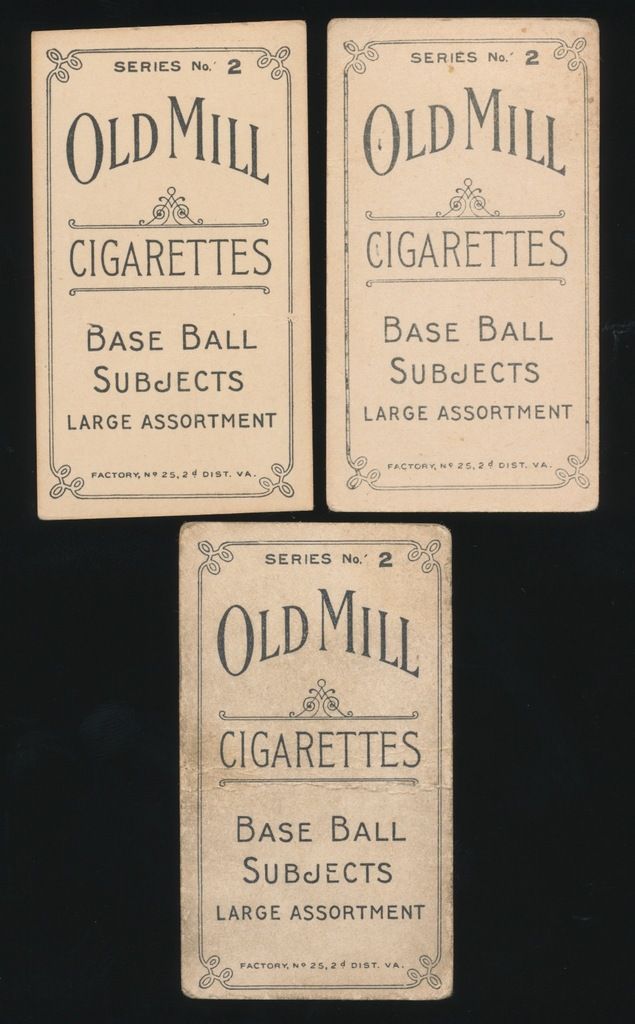 SERIES No. 2
OLD MILL
CIGARETTES
BASE BALL
SUBJECTS
LARGE ASSORTMENT
FACTORY, Nº 25, 2d DIST. VA.
SERIES No. 2
OLD MILL
CIGARETTES
BASE BALL
SUBJECTS
LARGE ASSORTMENT
FACTORY, Nº 25, 2d DIST. VA.
SERIES No. 2
OLD MILL
CIGARETTES
BASE BALL
SUBJECTS
LARGE ASSORTMENT
FACTORY, Nº 25, 2d DIST. VA.